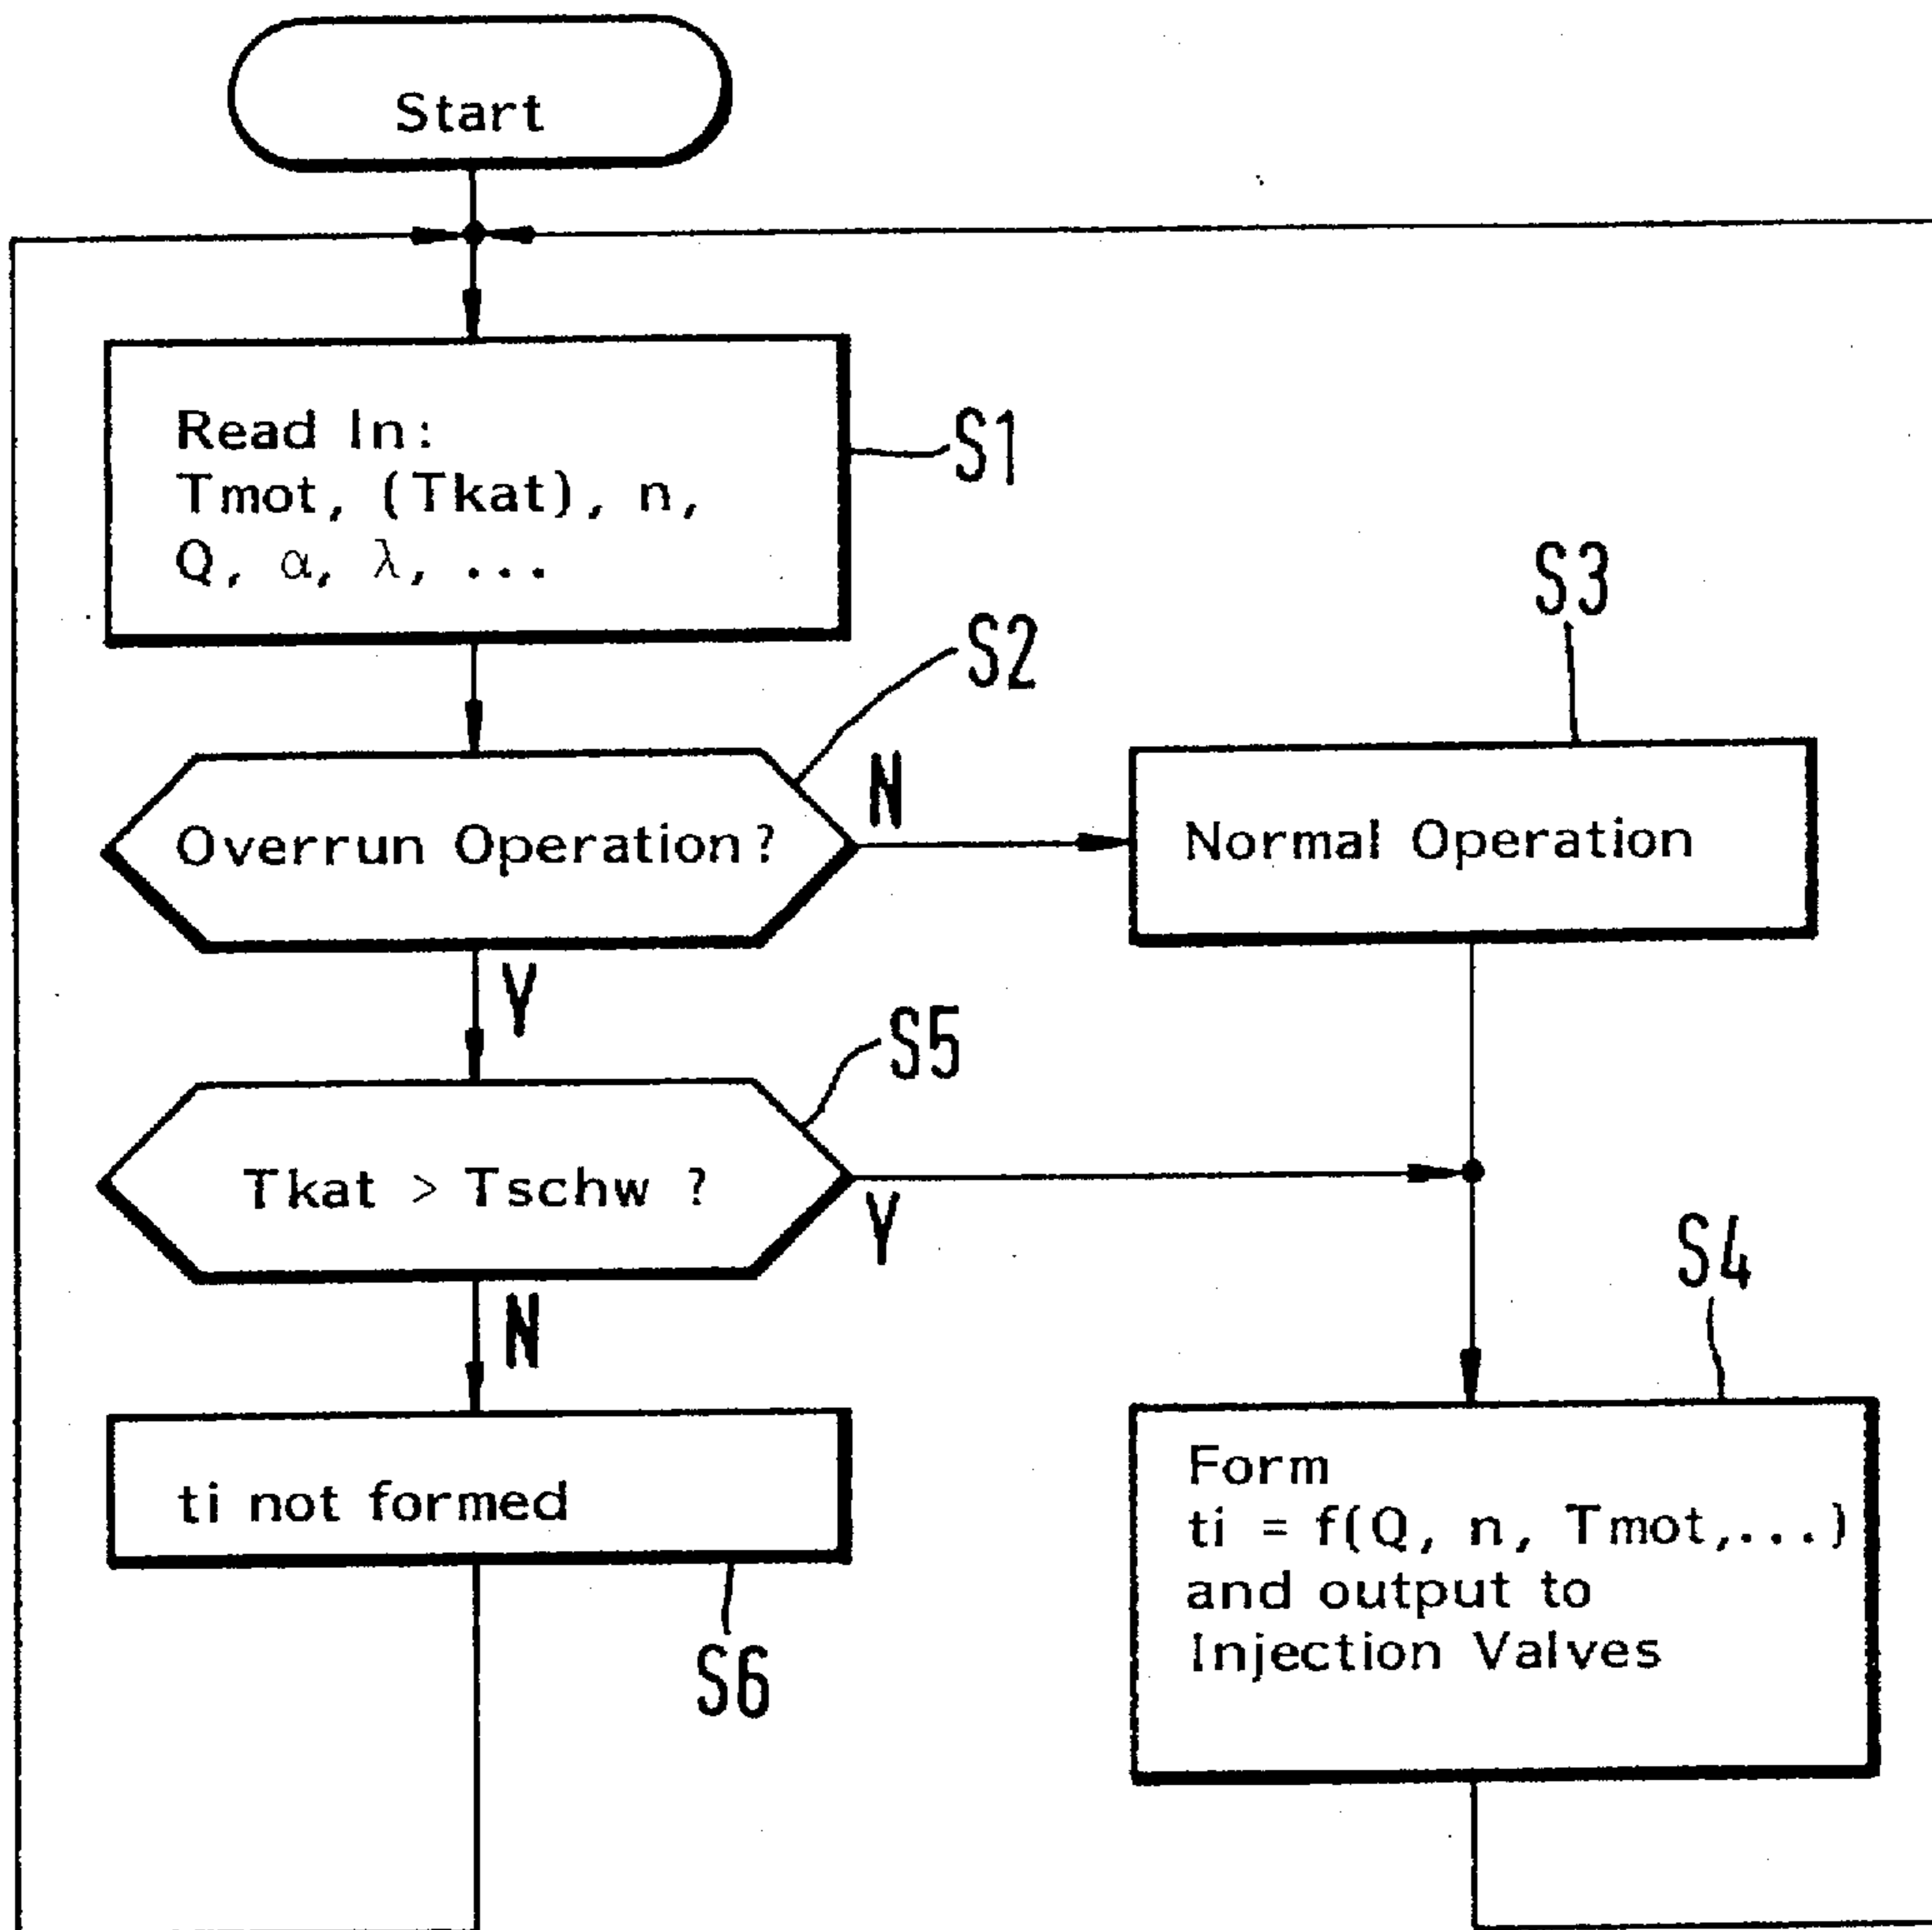 Start
Read In:
Tmot, (Tkat), n,
Q, α, λ, ...
S1
S2
S3
Overrun Operation?
N
Normal Operation
Y
S5
Tkat > Tschw ?
Y
S4
N
ti not formed
S6
Form
ti = f(Q, n, Tmot,...)
and output to
Injection Valves